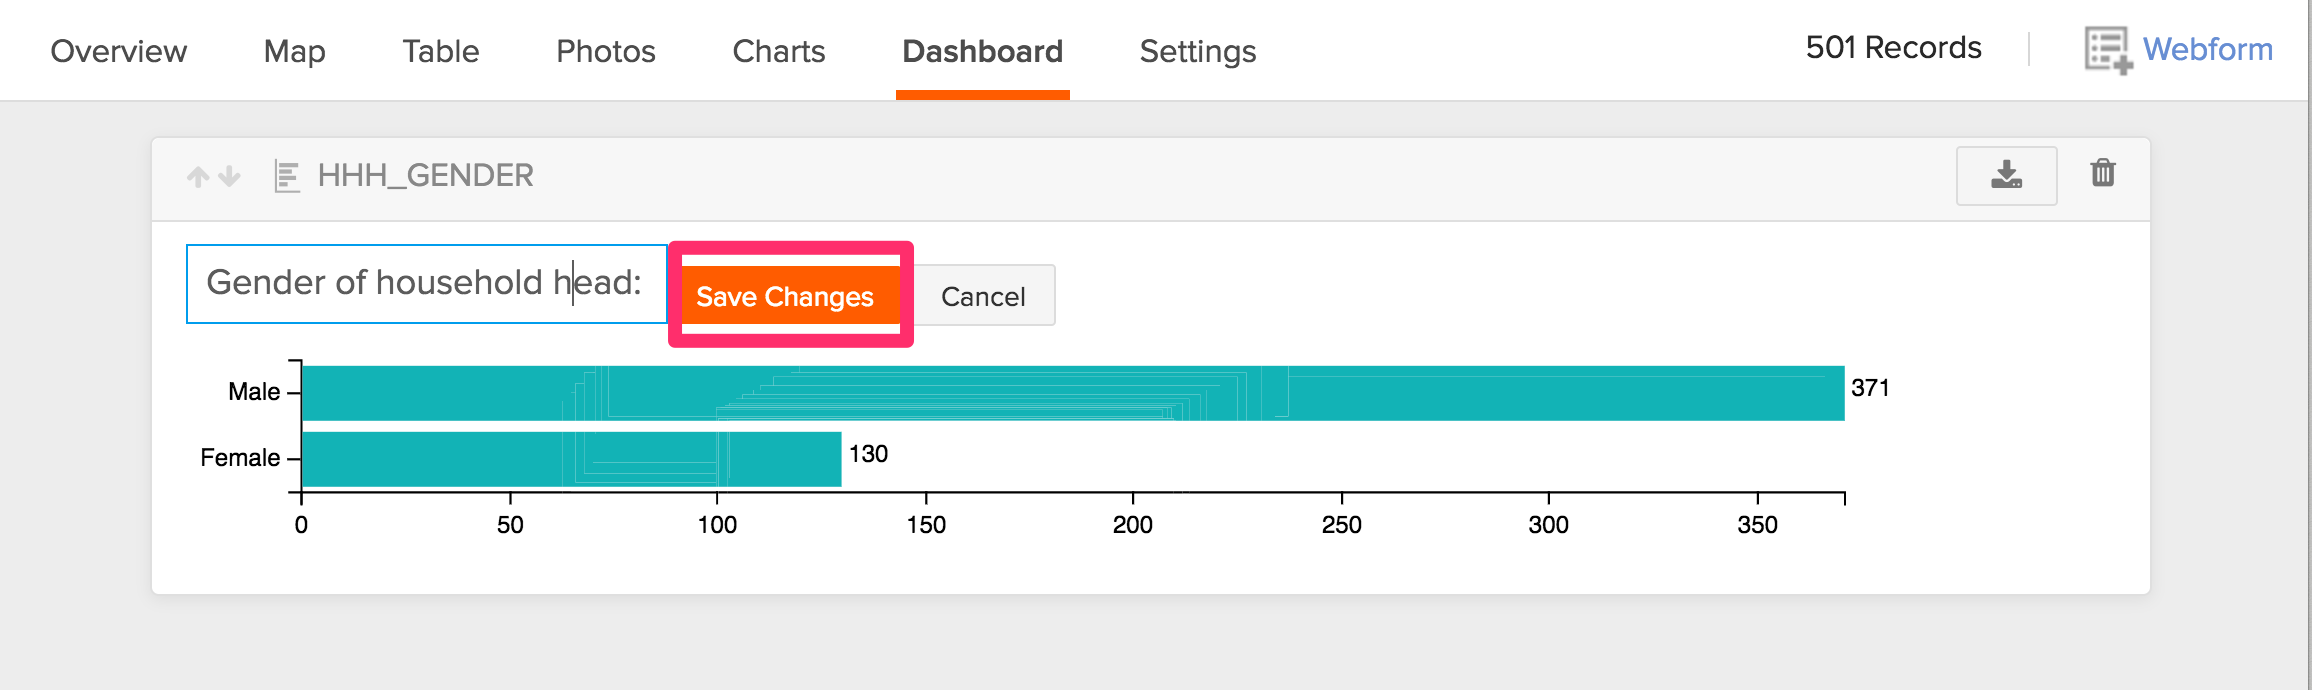 Overview Map Table Photos Charts Dashboard Settings 501 Records Webform
HHH_GENDER
Gender of household head: Save Changes Cancel
Male 371
Female 130
0 50 100 150 200 250 300 350